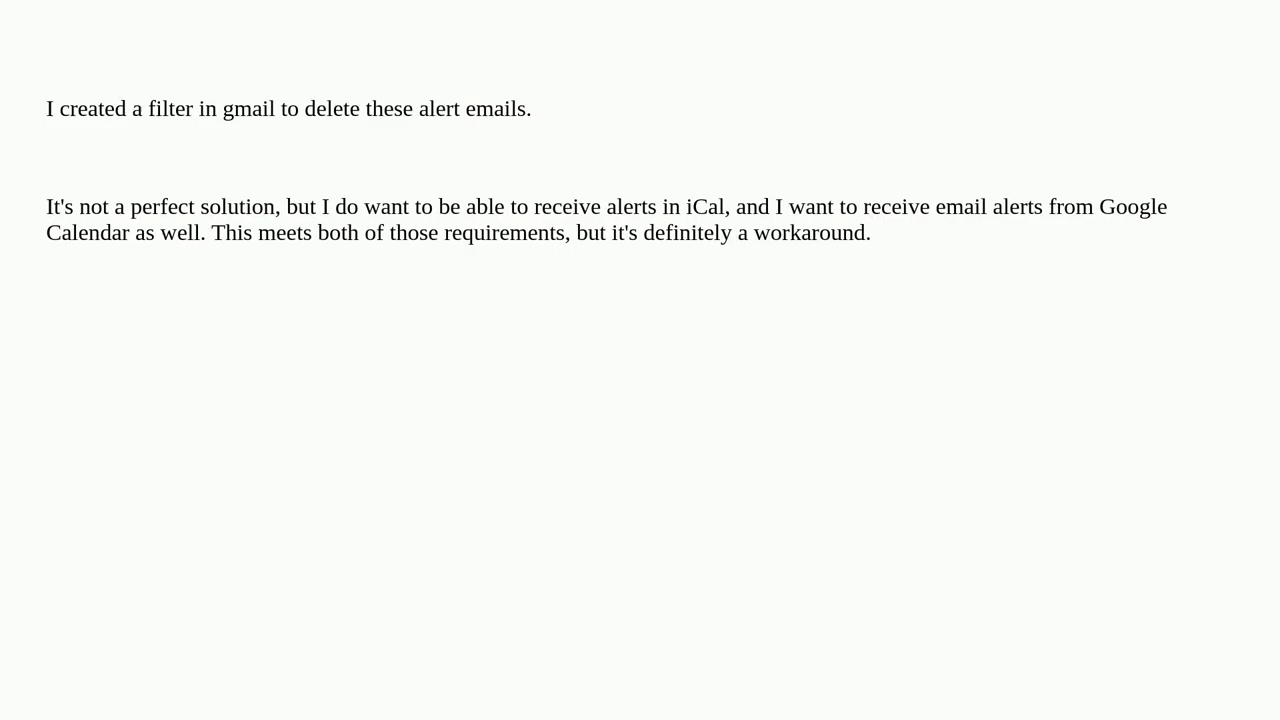 I created a filter in gmail to delete these alert emails.
It's not a perfect solution, but I do want to be able to receive alerts in iCal, and I want to receive email alerts from Google
Calendar as well. This meets both of those requirements, but it's definitely a workaround.